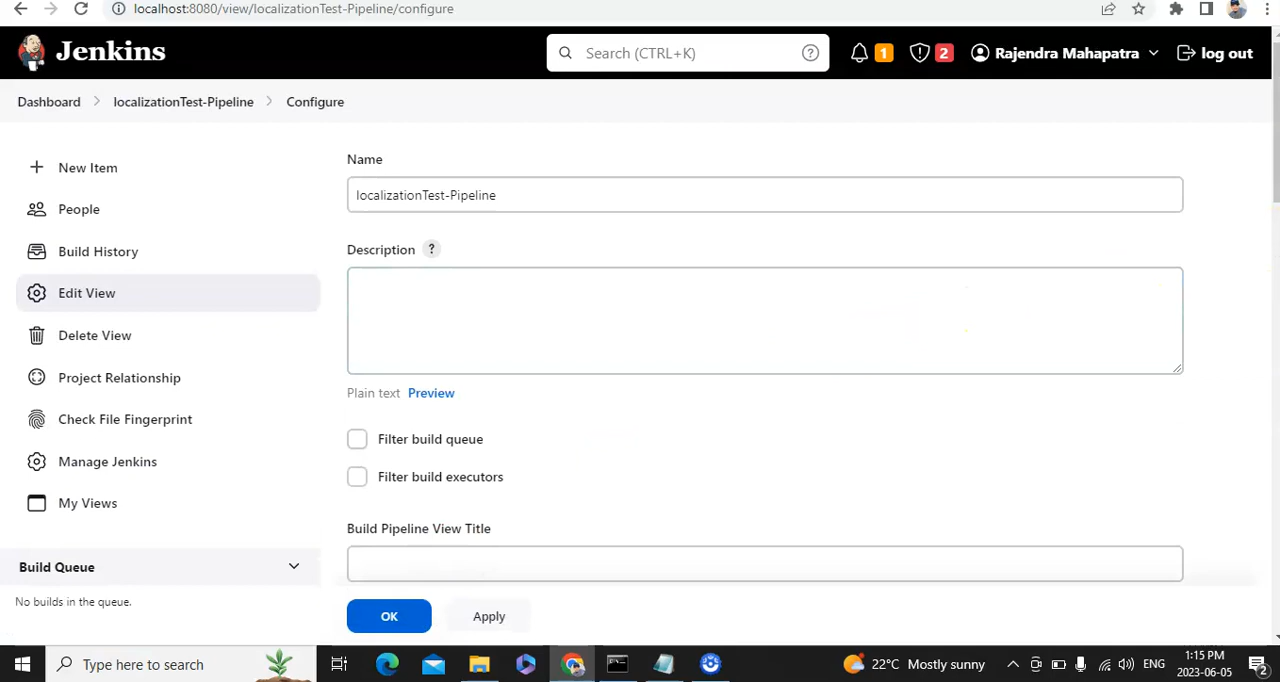 localhost:8080/view/localizationTest-Pipeline/configure
Jenkins
Search (CTRL+K)
?
1
2
Rajendra Mahapatra
log out
Dashboard
localizationTest-Pipeline
Configure
New Item
People
Build History
Edit View
Delete View
Project Relationship
Check File Fingerprint
Manage Jenkins
My Views
Build Queue
No builds in the queue.
Name
localizationTest-Pipeline
Description ?
Plain text Preview
Filter build queue
Filter build executors
Build Pipeline View Title
OK
Apply
Type here to search
22°C Mostly sunny
ENG
1:15 PM
2023-06-05
2